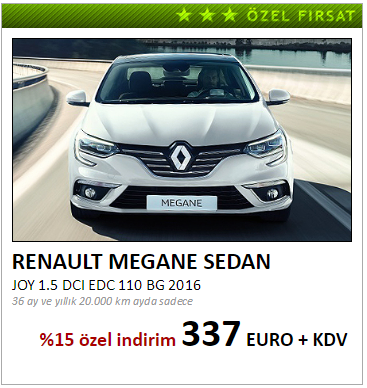 ★ ★ ★ ÖZEL FIRSAT
MEGANE
RENAULT MEGANE SEDAN
JOY 1.5 DCI EDC 110 BG 2016
36 ay ve yıllık 20.000 km ayda sadece
%15 özel indirim 337 EURO + KDV